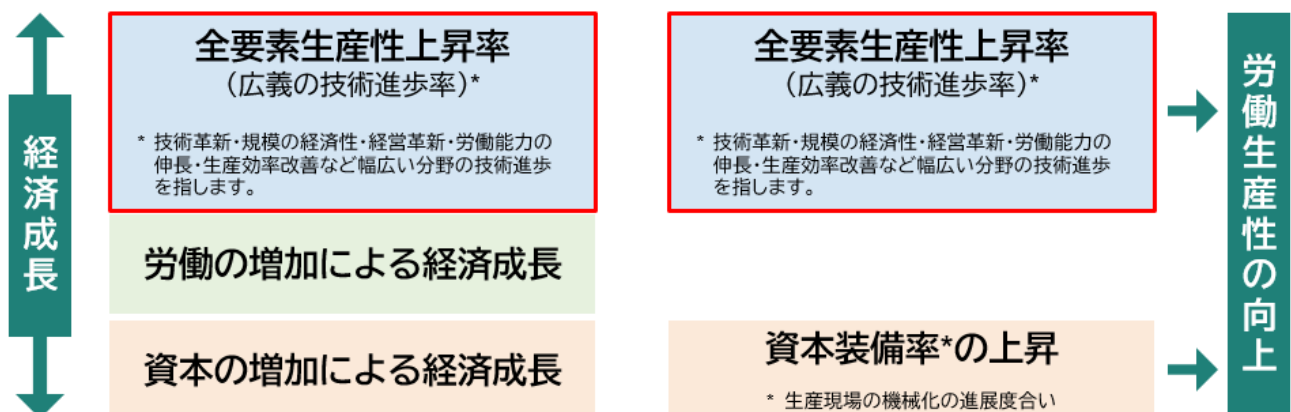 経済成長
全要素生産性上昇率
（広義の技術進歩率）*
* 技術革新・規模の経済性・経営革新・労働能力の
伸長・生産効率改善など幅広い分野の技術進歩
を指します。
労働の増加による経済成長
資本の増加による経済成長
全要素生産性上昇率
（広義の技術進歩率）*
* 技術革新・規模の経済性・経営革新・労働能力の
伸長・生産効率改善など幅広い分野の技術進歩
を指します。
資本装備率*の上昇
* 生産現場の機械化の進展度合い
労働生産性の向上